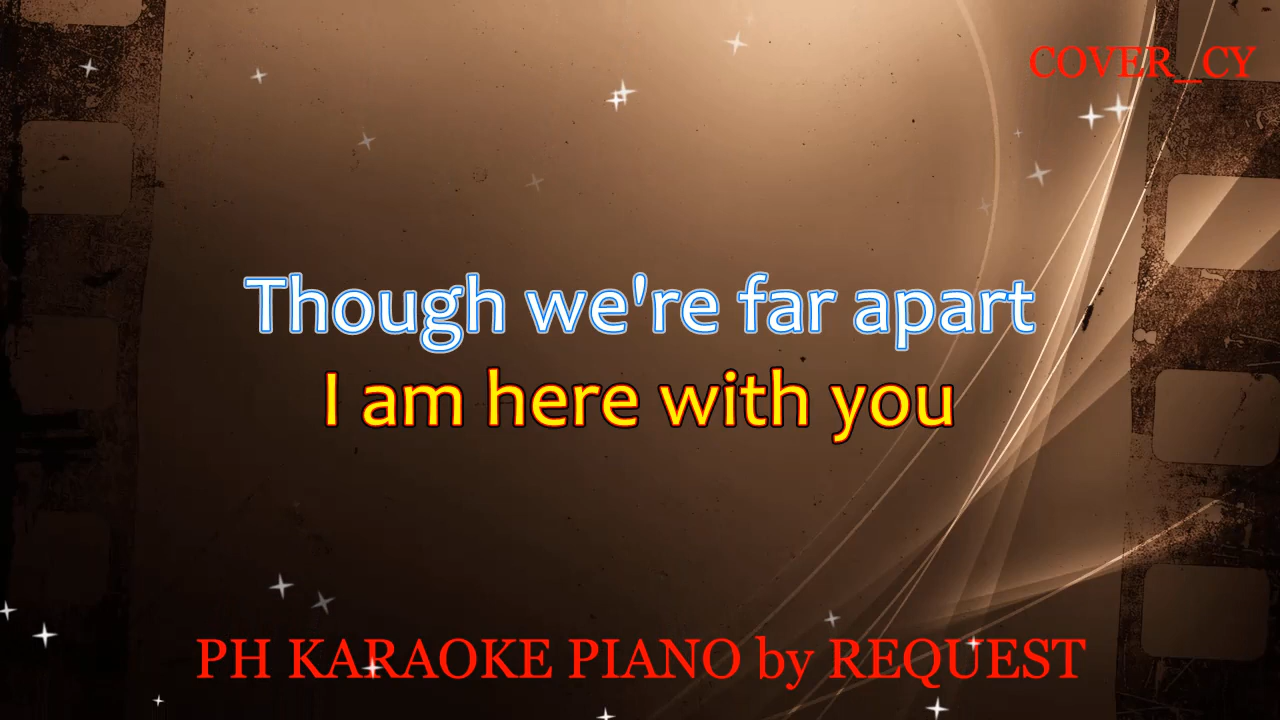 COVER_CY
Though we're far apart
I am here with you
PH KARAOKE PIANO by REQUEST